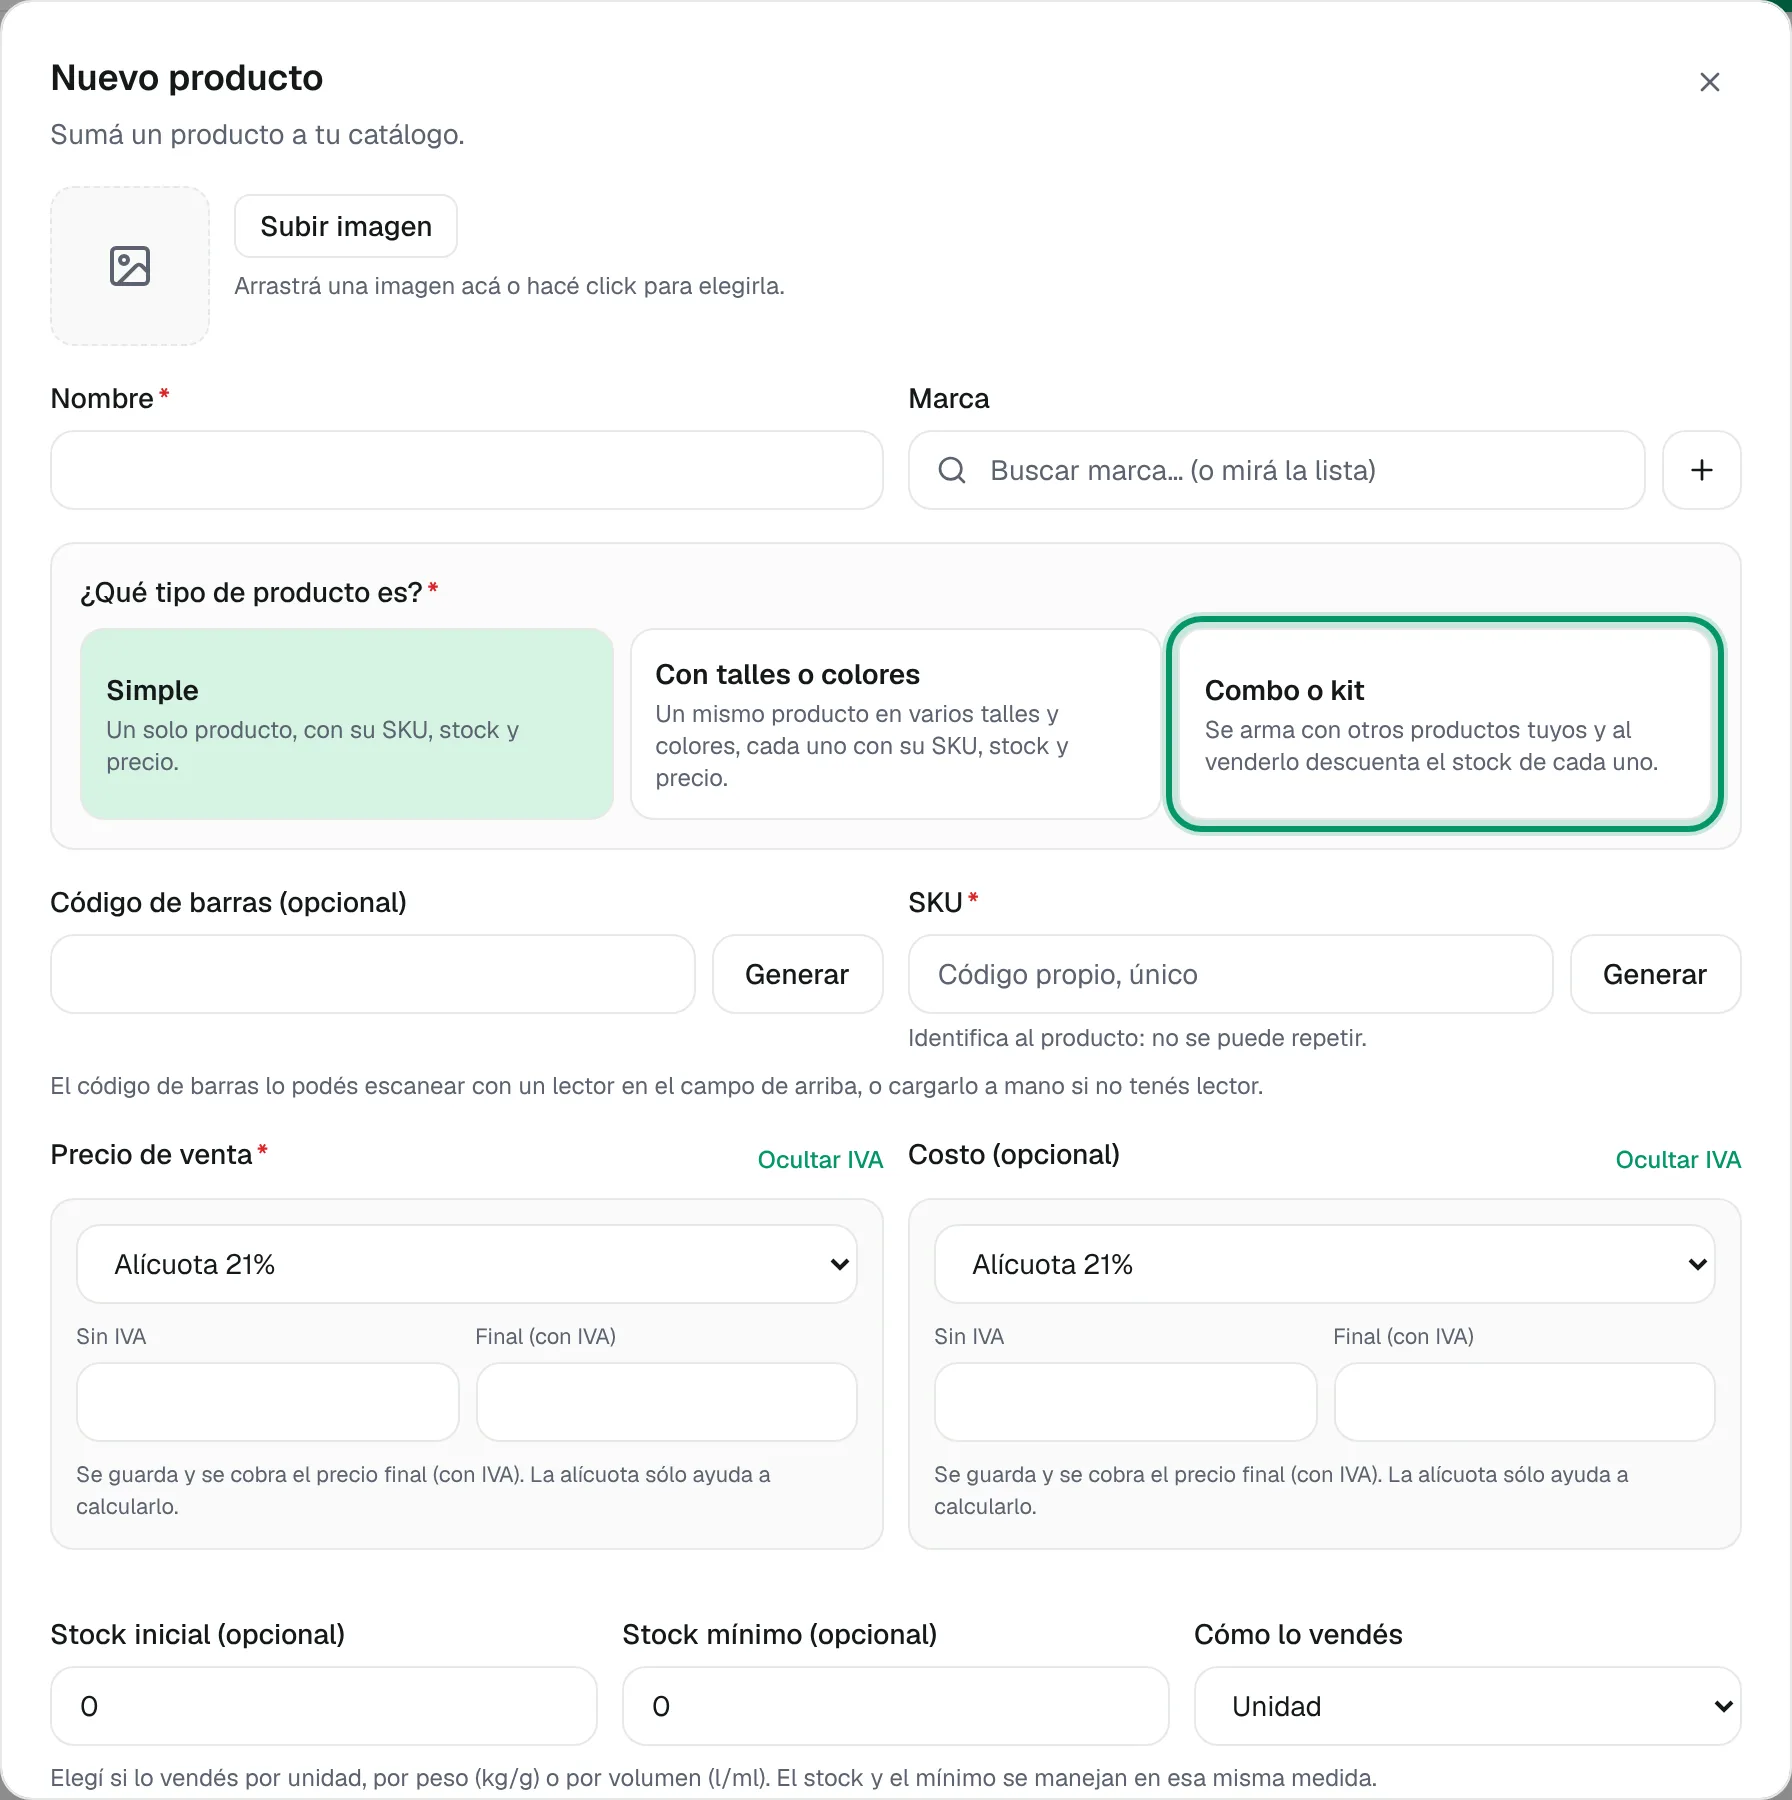 Nuevo producto
Sumá un producto a tu catálogo.
Subir imagen
Arrastrá una imagen acá o hacé click para elegirla.
Nombre*
Marca
Buscar marca... (o mirá la lista)
+
¿Qué tipo de producto es?*
Simple
Un solo producto, con su SKU, stock y
precio.
Con talles o colores
Un mismo producto en varios talles y
colores, cada uno con su SKU, stock y
precio.
Combo o kit
Se arma con otros productos tuyos y al
venderlo descuenta el stock de cada uno.
Código de barras (opcional)
Generar
SKU*
Código propio, único
Generar
Identifica al producto: no se puede repetir.
El código de barras lo podés escanear con un lector en el campo de arriba, o cargarlo a mano si no tenés lector.
Precio de venta*
Ocultar IVA
Alícuota 21%
Sin IVA
Final (con IVA)
Se guarda y se cobra el precio final (con IVA). La alícuota sólo ayuda a
calcularlo.
Costo (opcional)
Ocultar IVA
Alícuota 21%
Sin IVA
Final (con IVA)
Se guarda y se cobra el precio final (con IVA). La alícuota sólo ayuda a
calcularlo.
Stock inicial (opcional)
0
Stock mínimo (opcional)
0
Cómo lo vendés
Unidad
Elegí si lo vendés por unidad, por peso (kg/g) o por volumen (l/ml). El stock y el mínimo se manejan en esa misma medida.